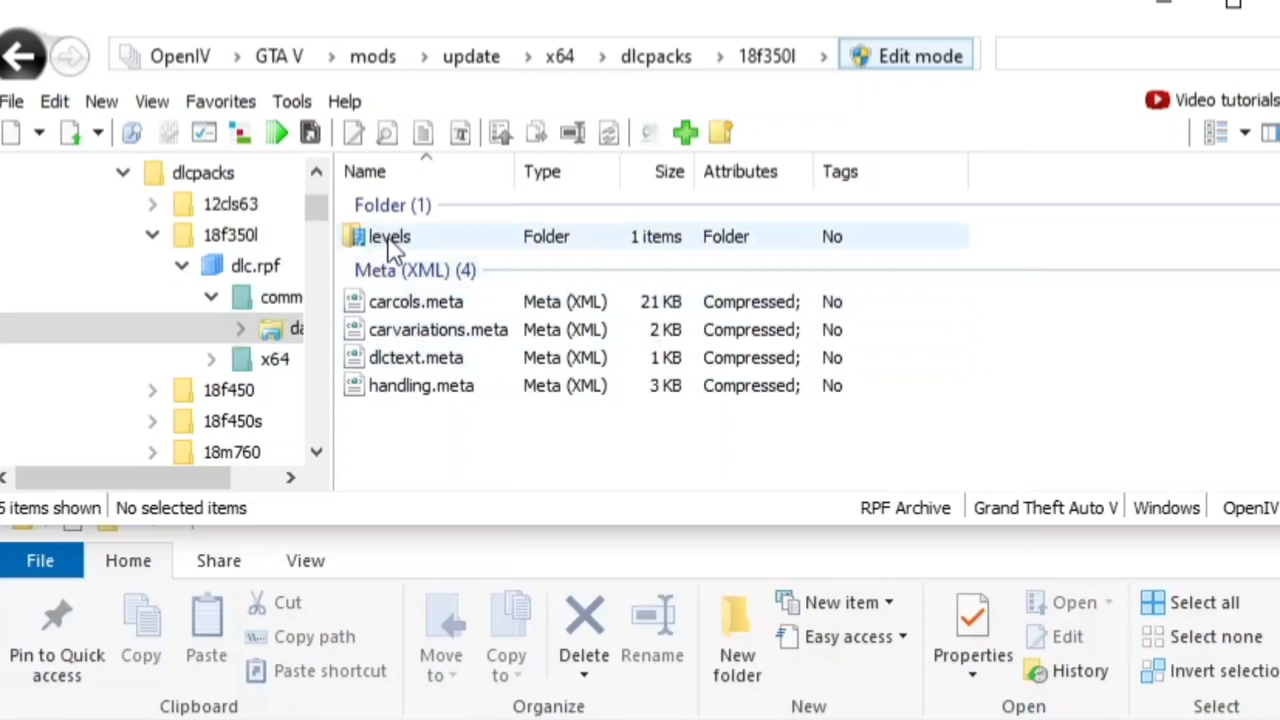 OpenIV > GTA V > mods > update > x64 > dlcpacks > 18f350l > Edit mode
File Edit New View Favorites Tools Help
Video tutorials
Name Type Size Attributes Tags
dlcpacks
12cls63
18f350l
dlc.rpf
comm
da
x64
18f450
18f450s
18m760
Folder (1)
levels Folder 1 items Folder No
Meta (XML) (4)
carcols.meta Meta (XML) 21 KB Compressed; No
carvariations.meta Meta (XML) 2 KB Compressed; No
dlctext.meta Meta (XML) 1 KB Compressed; No
handling.meta Meta (XML) 3 KB Compressed; No
5 items shown No selected items RPF Archive Grand Theft Auto V Windows OpenIV
File Home Share View
Pin to Quick access
Copy
Paste
Cut
Copy path
Paste shortcut
Clipboard
Move to
Copy to
Delete
Rename
Organize
New folder
New item
Easy access
New
Properties
Open
Edit
History
Open
Select all
Select none
Invert selectio
Select